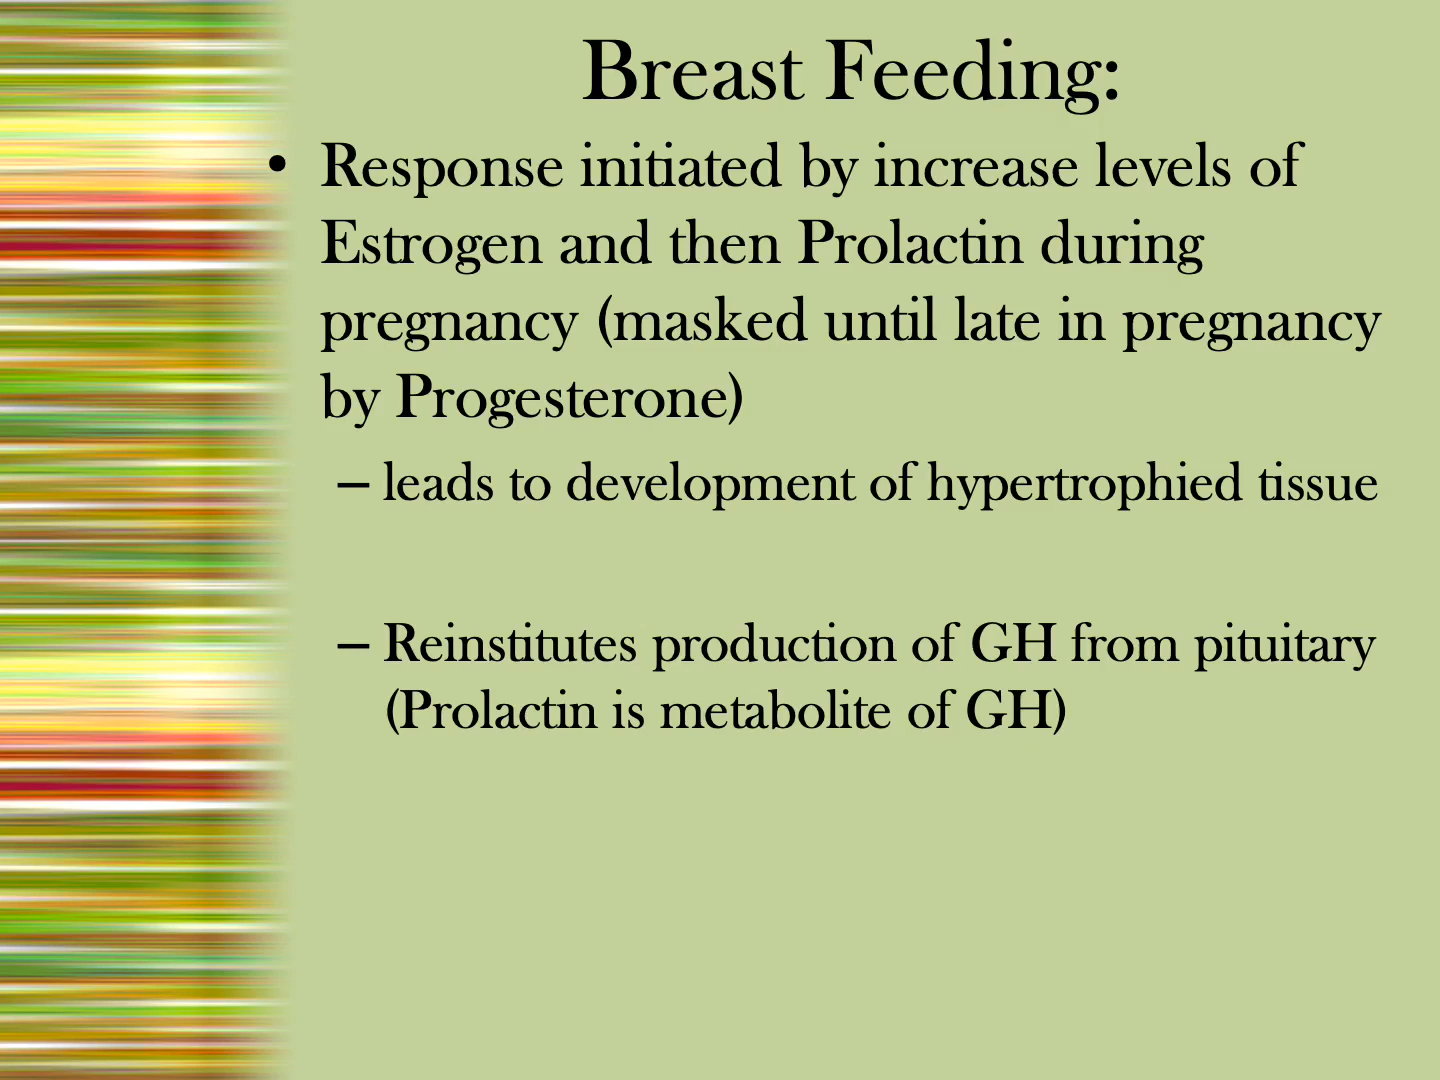 Breast Feeding:
• Response initiated by increase levels of
Estrogen and then Prolactin during
pregnancy (masked until late in pregnancy
by Progesterone)
– leads to development of hypertrophied tissue
– Reinstitutes production of GH from pituitary
(Prolactin is metabolite of GH)